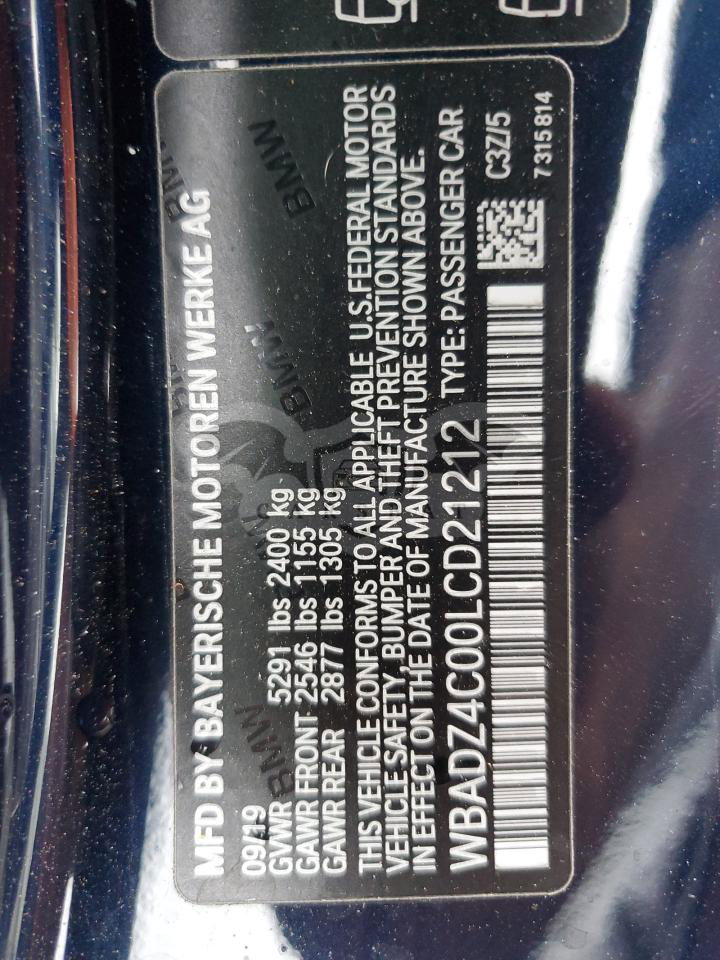 MFD BY BAYERISCHE MOTOREN WERKE AG
09/19
GVWR 5291 lbs 2400 kg
GAWR FRONT 2546 lbs 1155 kg
GAWR REAR 2877 lbs 1305 kg
THIS VEHICLE CONFORMS TO ALL APPLICABLE U.S.FEDERAL MOTOR
VEHICLE SAFETY, BUMPER AND THEFT PREVENTION STANDARDS
IN EFFECT ON THE DATE OF MANUFACTURE SHOWN ABOVE.
WBADZ4C00LCD21212 TYPE: PASSENGER CAR
C3Z/5
7 315 814
BMW
BMW
BMW